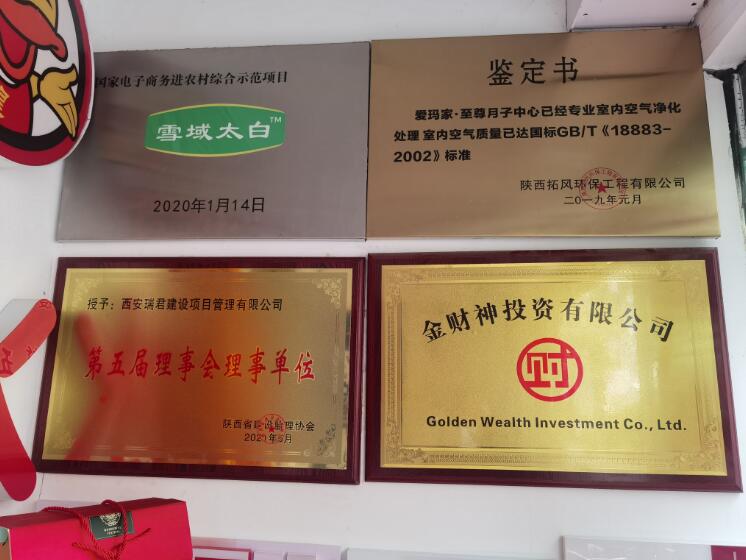 国家电子商务进农村综合示范项目
雪域太白™
2020年1月14日
鉴定书
爱玛家·至尊月子中心已经专业室内空气净化
处理 室内空气质量已达国标GB/T《18883-
2002》标准
陕西拓风环保工程有限公司
二〇一九年元月
授予：西安瑞君建设项目管理有限公司
第五届理事会理事单位
陕西省建设监理协会
金财神投资有限公司
财
Golden Wealth Investment Co., Ltd.